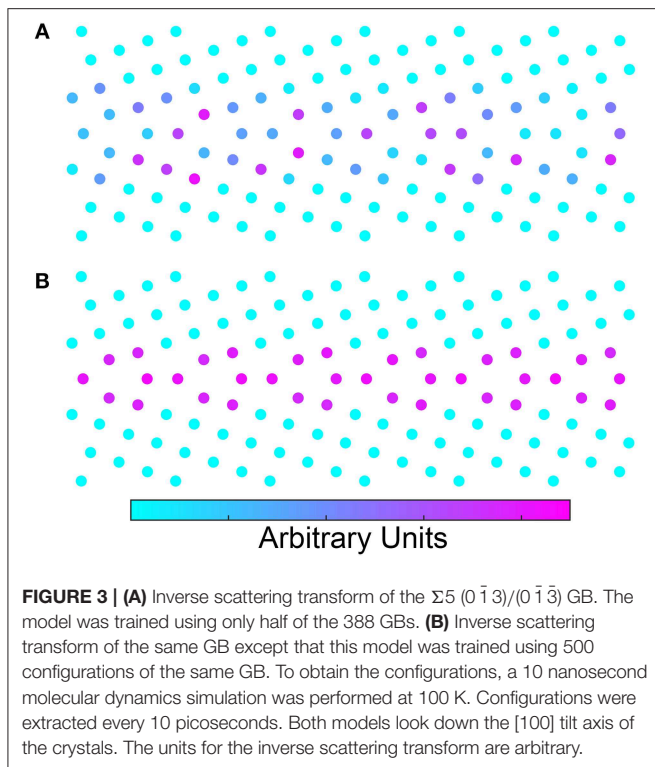 A
B
Arbitrary Units
FIGURE 3 | (A) Inverse scattering transform of the Σ5 (0 1̄ 3)/(0 1̄ 3̄) GB. The
model was trained using only half of the 388 GBs. (B) Inverse scattering
transform of the same GB except that this model was trained using 500
configurations of the same GB. To obtain the configurations, a 10 nanosecond
molecular dynamics simulation was performed at 100 K. Configurations were
extracted every 10 picoseconds. Both models look down the [100] tilt axis of
the crystals. The units for the inverse scattering transform are arbitrary.